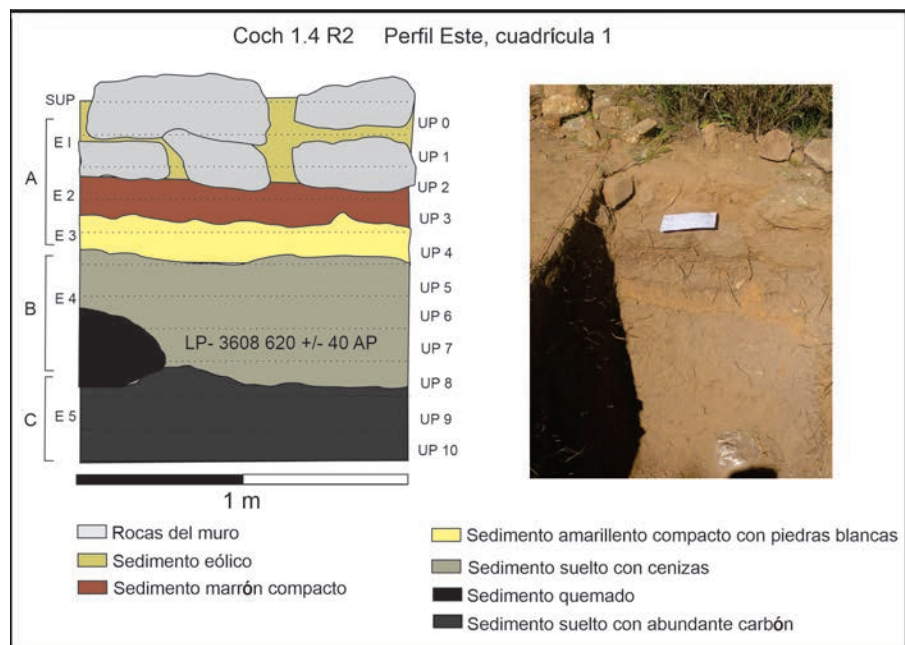 Coch 1.4 R2 Perfil Este, cuadrícula 1
SUP
A
E I
E 2
E 3
B
E 4
C
E 5
UP 0
UP 1
UP 2
UP 3
UP 4
UP 5
UP 6
UP 7
UP 8
UP 9
UP 10
LP- 3608 620 +/- 40 AP
1 m
Rocas del muro
Sedimento eólico
Sedimento marrón compacto
Sedimento amarillento compacto con piedras blancas
Sedimento suelto con cenizas
Sedimento quemado
Sedimento suelto con abundante carbón